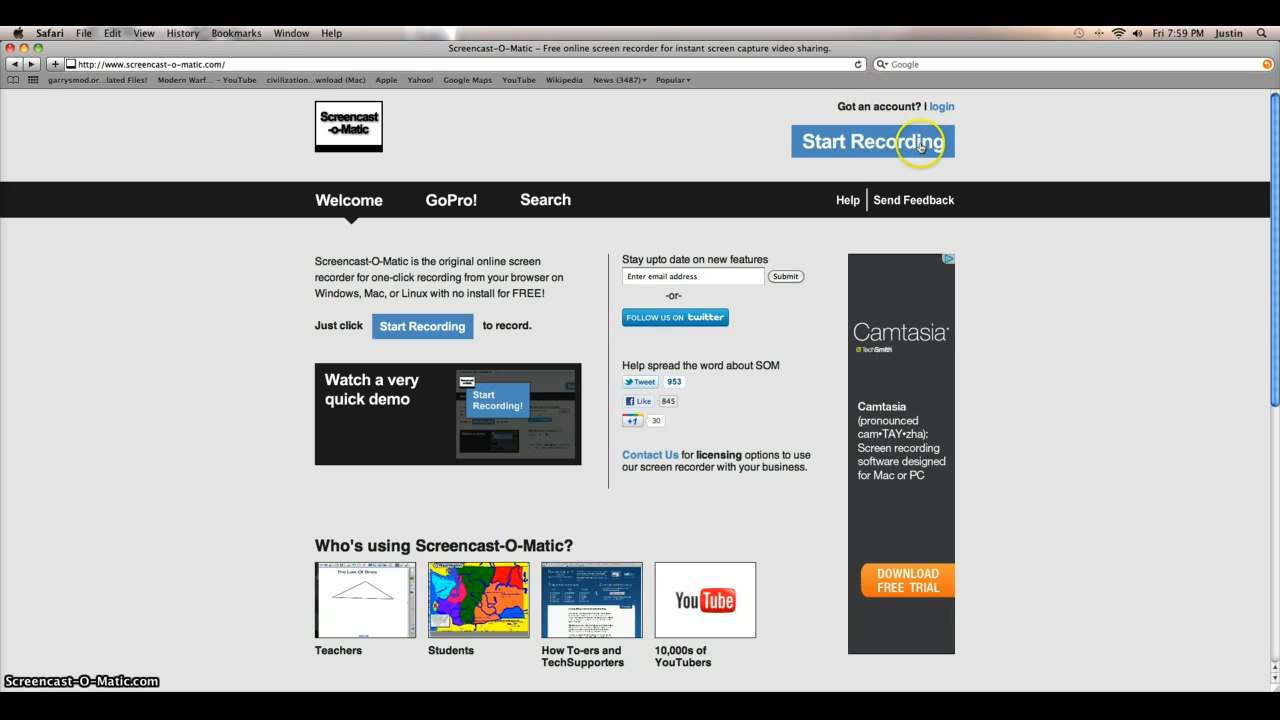 Safari File Edit View History Bookmarks Window Help Fri 7:59 PM Justin
Screencast-O-Matic – Free online screen recorder for instant screen capture video sharing.
http://www.screencast-o-matic.com/ Google
garrysmod.or...lated Files! Modern Warf... – YouTube civilization...wnload (Mac) Apple Yahoo! Google Maps YouTube Wikipedia News (3487) Popular
Screencast
-o-Matic
Got an account? | login
Start Recording
Welcome GoPro! Search Help Send Feedback
Screencast-O-Matic is the original online screen
recorder for one-click recording from your browser on
Windows, Mac, or Linux with no install for FREE!
Just click Start Recording to record.
Watch a very
quick demo
Start
Recording!
Stay upto date on new features
Enter email address Submit
-or-
FOLLOW US ON twitter
Help spread the word about SOM
Tweet 953
Like 845
+1 30
Contact Us for licensing options to use
our screen recorder with your business.
Camtasia
TechSmith
Camtasia
(pronounced
cam•TAY•zha):
Screen recording
software designed
for Mac or PC
DOWNLOAD
FREE TRIAL
Who's using Screencast-O-Matic?
The Law Of Sines
YouTube
Teachers
Students
How To-ers and
TechSupporters
10,000s of
YouTubers
Screencast-O-Matic.com